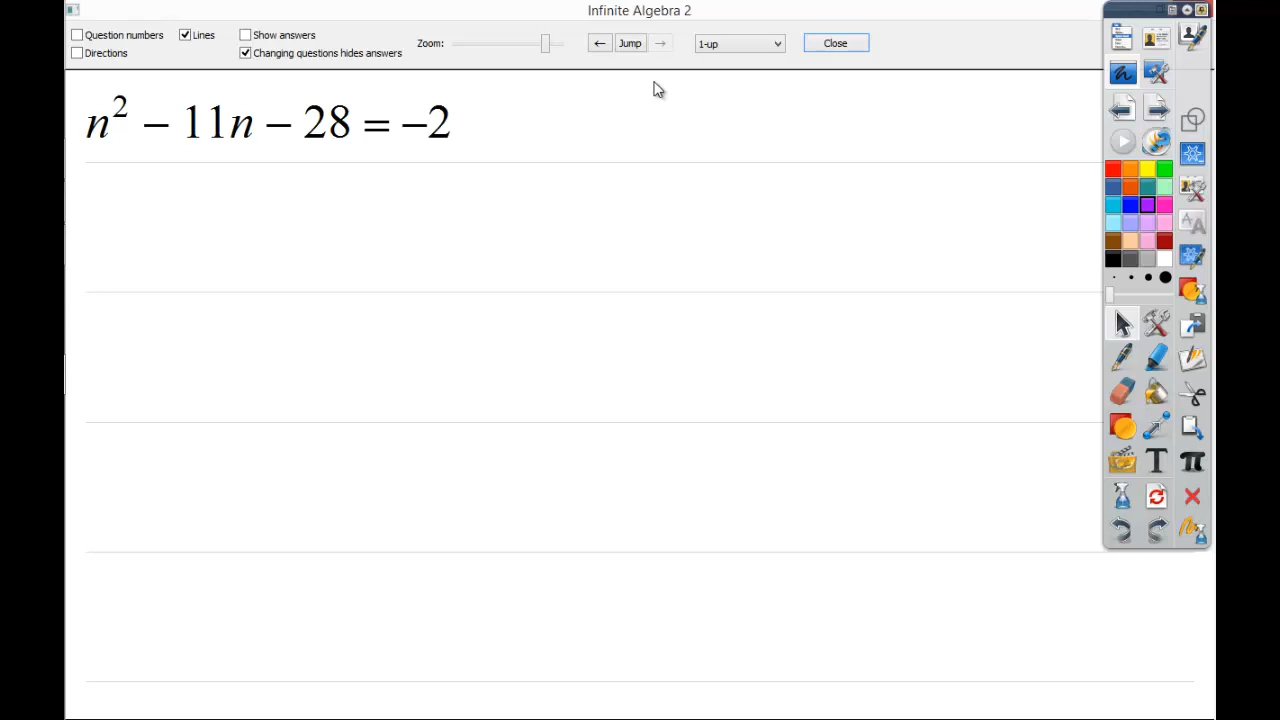 Infinite Algebra 2
Question numbers Lines Show answers Zoom: ← Jump → 1-up Close
Directions Changing questions hides answers
n² − 11n − 28 = −2